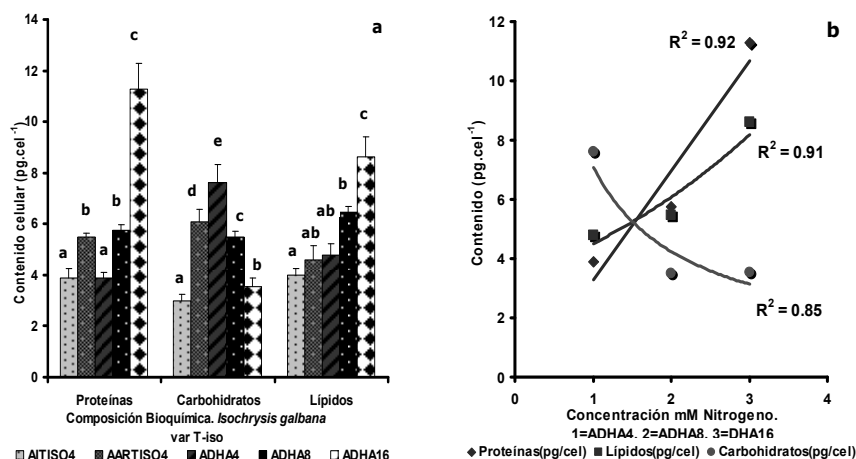 a
Contenido celular (pg.cel⁻¹)
14
12
10
8
6
4
2
0
a b a b c
a d e c b
a ab ab b c
Proteínas Carbohidratos Lípidos
Composición Bioquímica. Isochrysis galbana
var T-iso
AITISO4 AARTISO4 ADHA4 ADHA8 ADHA16
b
Contenido (pg.cel⁻¹)
12
10
8
6
4
2
0
R² = 0.92
R² = 0.91
R² = 0.85
0 1 2 3 4
Concentración mM Nitrogeno.
1=ADHA4, 2=ADHA8, 3=DHA16
Proteínas(pg/cel) Lípidos(pg/cel) Carbohidratos(pg/cel)